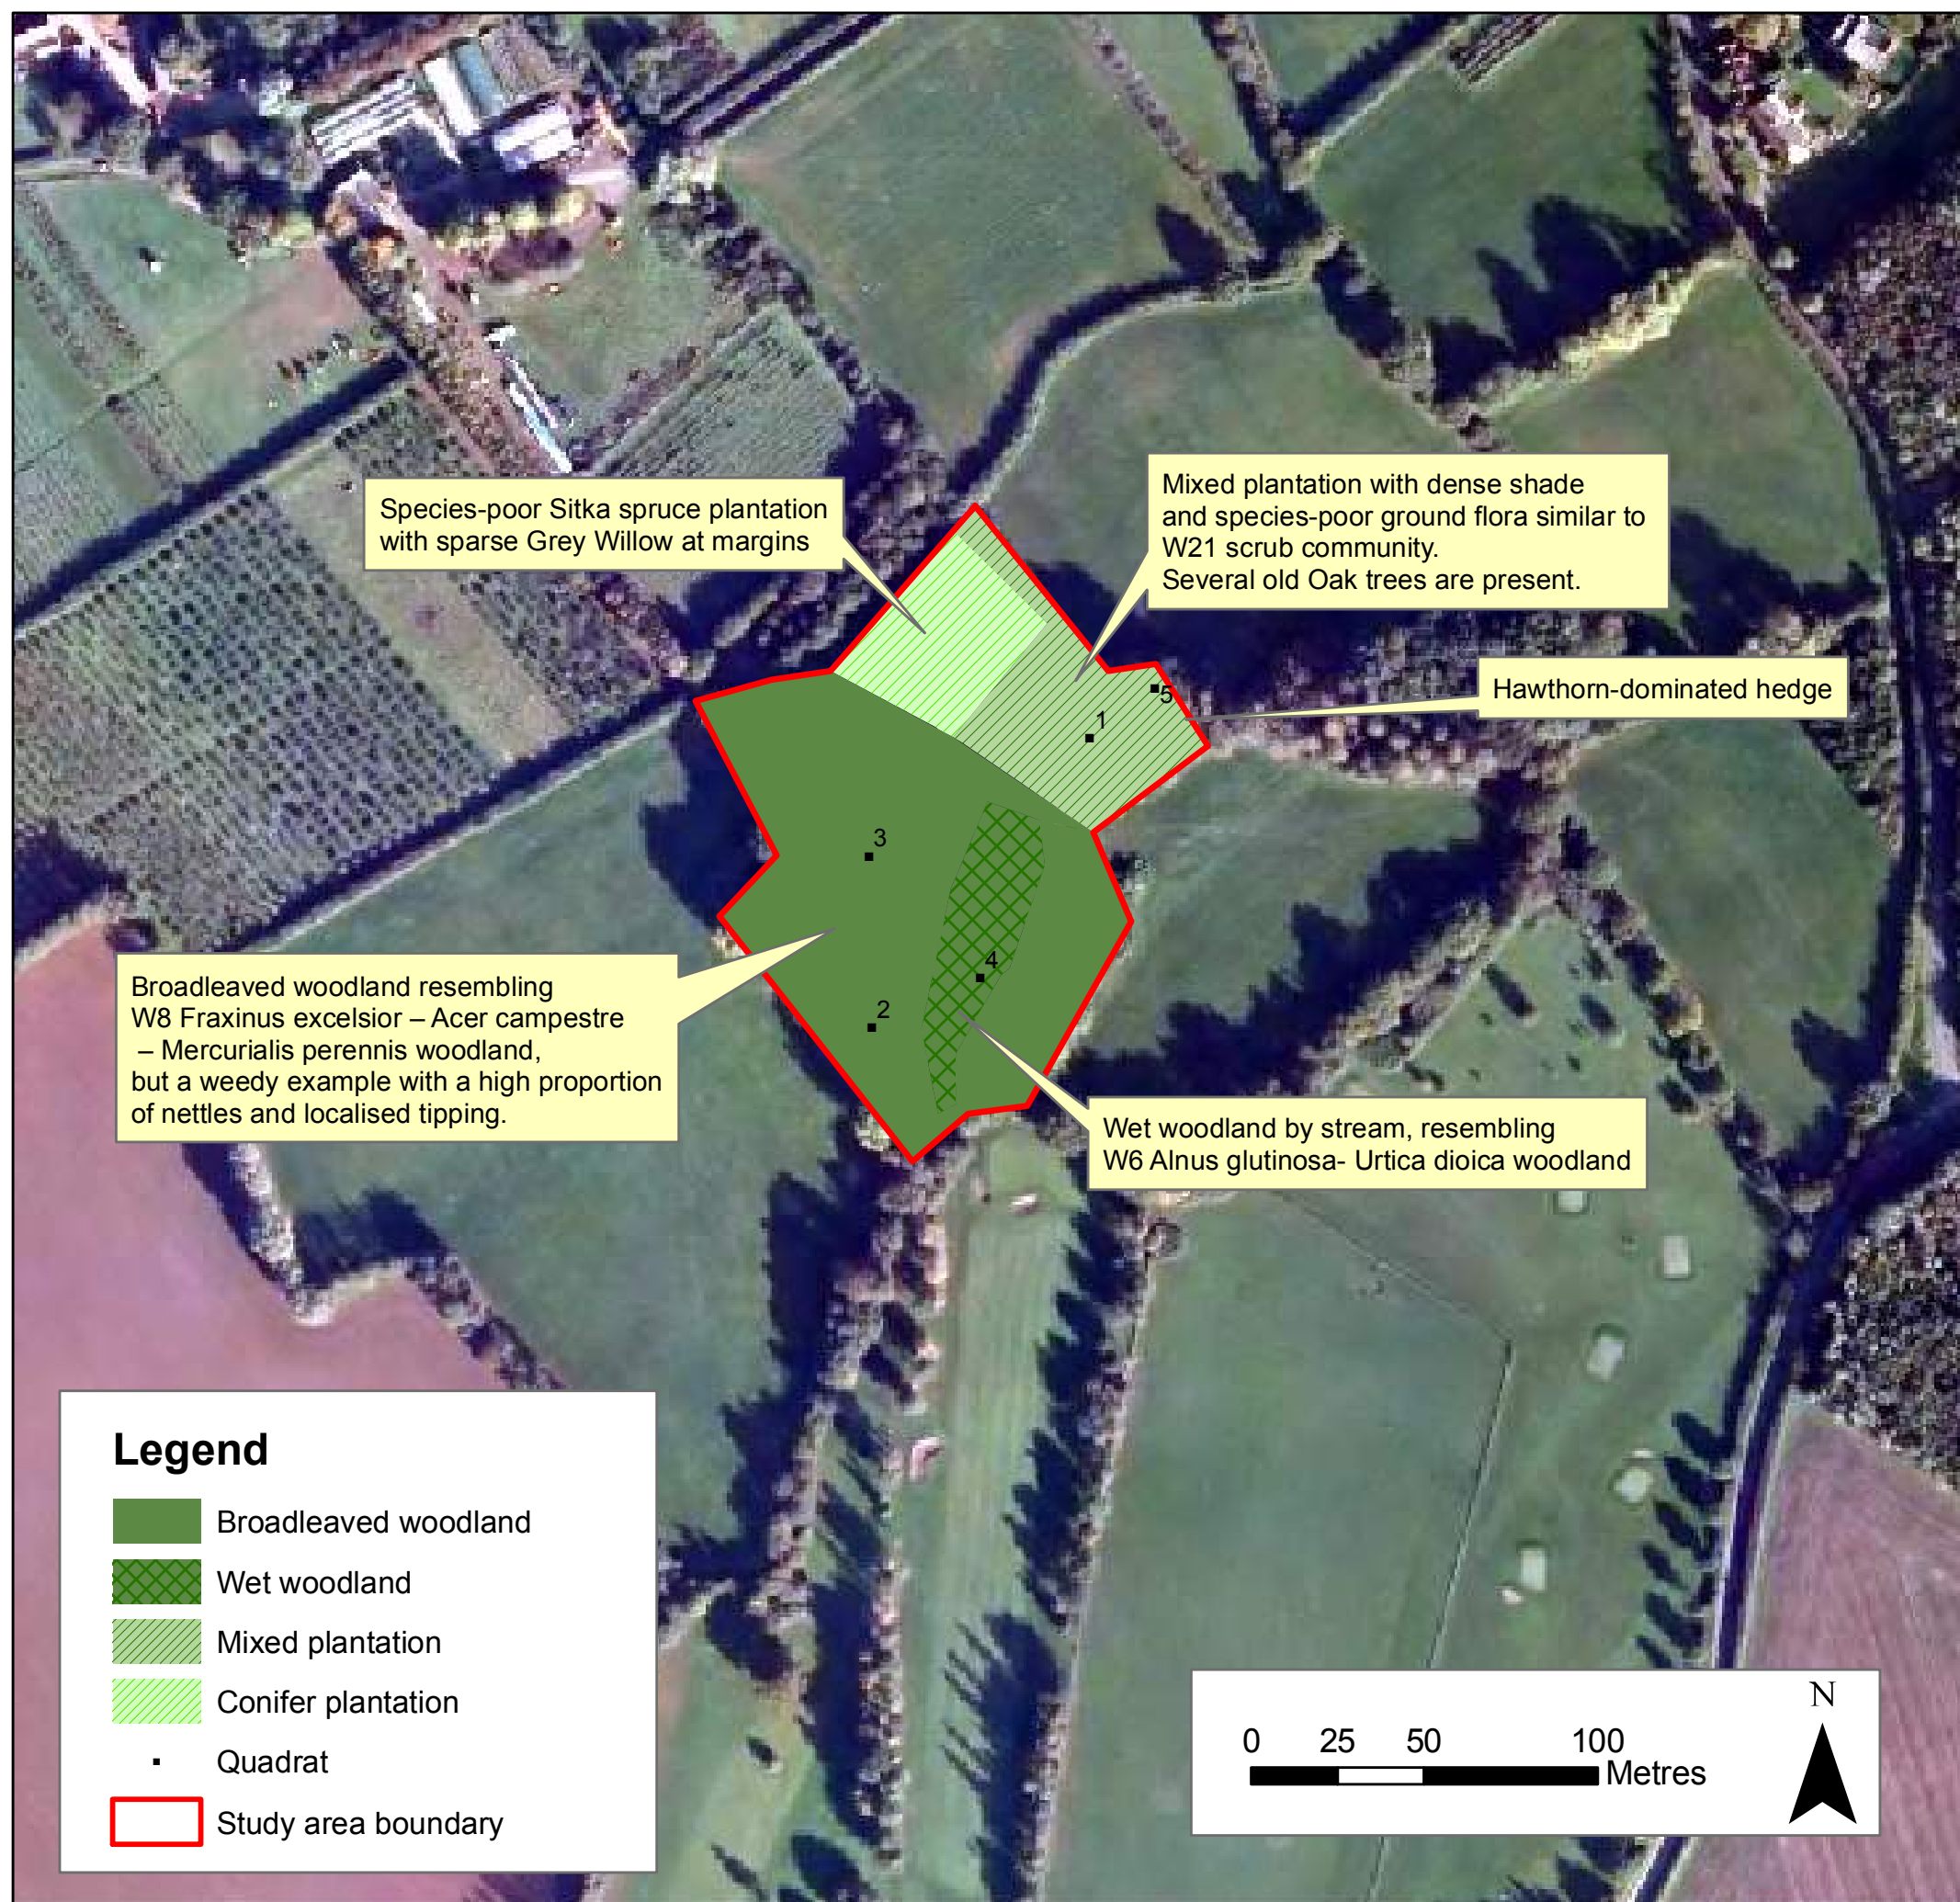 Species-poor Sitka spruce plantation
with sparse Grey Willow at margins
Mixed plantation with dense shade
and species-poor ground flora similar to
W21 scrub community.
Several old Oak trees are present.
Hawthorn-dominated hedge
5
1
3
4
2
Broadleaved woodland resembling
W8 Fraxinus excelsior – Acer campestre
– Mercurialis perennis woodland,
but a weedy example with a high proportion
of nettles and localised tipping.
Wet woodland by stream, resembling
W6 Alnus glutinosa- Urtica dioica woodland
Legend
Broadleaved woodland
Wet woodland
Mixed plantation
Conifer plantation
Quadrat
Study area boundary
N
0 25 50 100
Metres